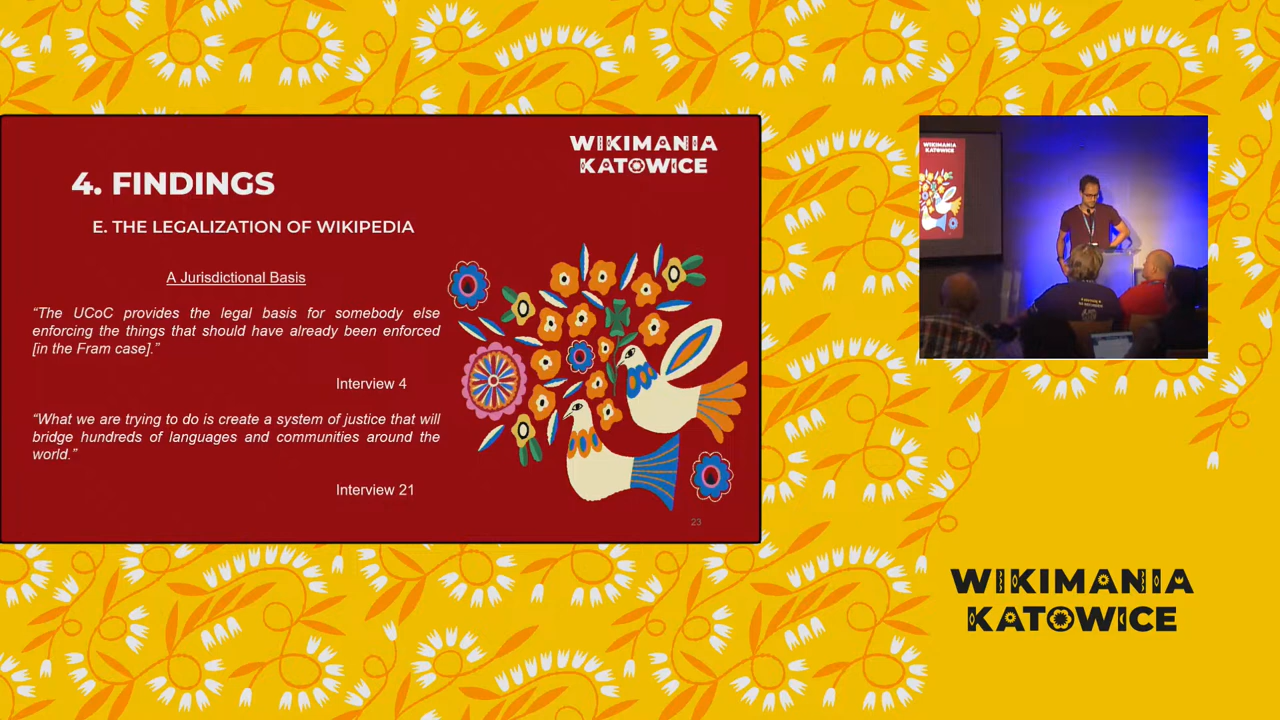 WIKIMANIA
KATOWICE
4. FINDINGS
E. THE LEGALIZATION OF WIKIPEDIA
A Jurisdictional Basis
“The UCoC provides the legal basis for somebody else
enforcing the things that should have already been enforced
[in the Fram case].”
Interview 4
“What we are trying to do is create a system of justice that will
bridge hundreds of languages and communities around the
world.”
Interview 21
23
WIKIMANIA
KATOWICE
WIKIMANIA
KATOWICE